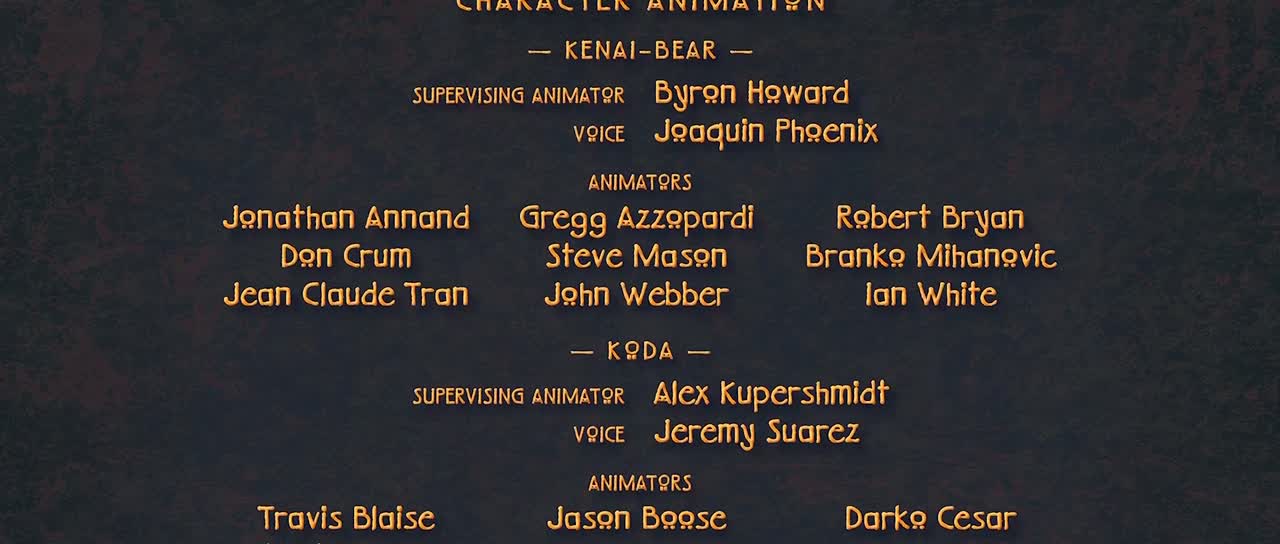 CHARACTER ANIMATION
— KENAI-BEAR —
SUPERVISING ANIMATOR Byron Howard
VOICE Joaquin Phoenix
ANIMATORS
Jonathan Annand Gregg Azzopardi Robert Bryan
Don Crum Steve Mason Branko Mihanovic
Jean Claude Tran John Webber Ian White
— KODA —
SUPERVISING ANIMATOR Alex Kupershmidt
VOICE Jeremy Suarez
ANIMATORS
Travis Blaise Jason Boose Darko Cesar